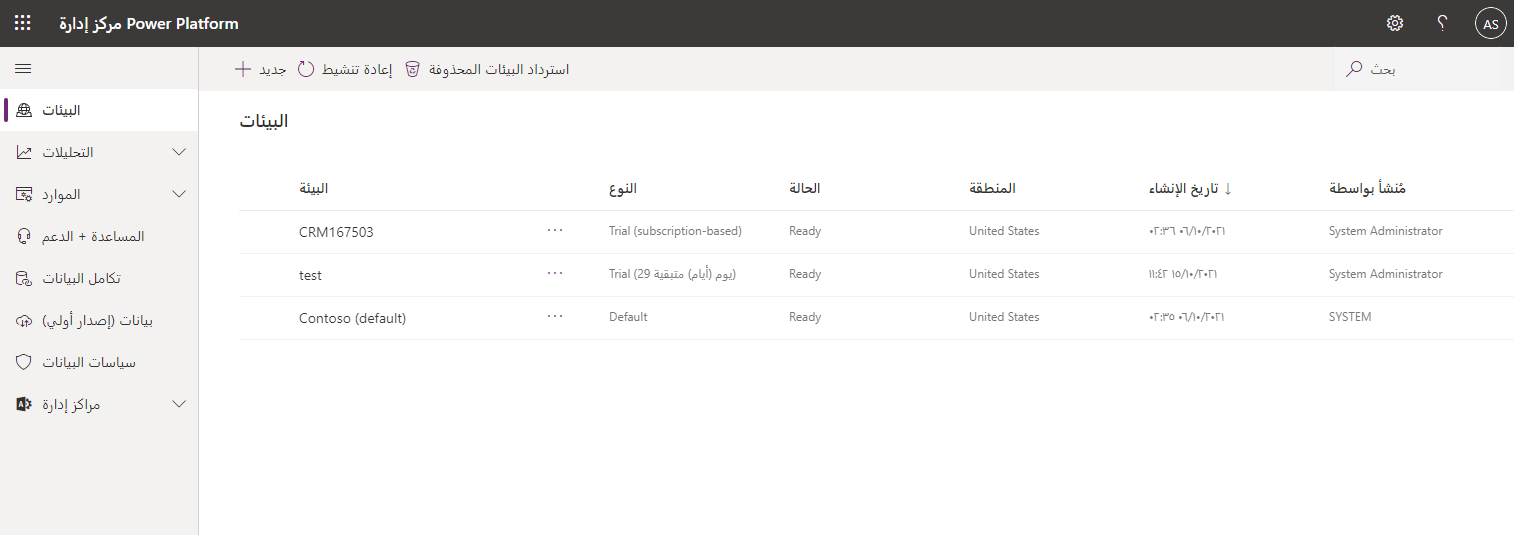 مركز إدارة Power Platform
AS
جديد
إعادة تنشيط
استرداد البيئات المحذوفة
بحث
البيئات
التحليلات
الموارد
المساعدة + الدعم
تكامل البيانات
بيانات (إصدار أولي)
سياسات البيانات
مراكز إدارة
البيئات
البيئة النوع الحالة المنطقة تاريخ الإنشاء ↓ مُنشأ بواسطة
CRM167503 ··· Trial (subscription-based) Ready United States ٠٦/١٠/٢٠٢١ ٠٢:٣٦ System Administrator
test ··· Trial (29 يوم (أيام) متبقية) Ready United States ١٥/١٠/٢٠٢١ ١١:٤٢ System Administrator
Contoso (default) ··· Default Ready United States ٠٦/١٠/٢٠٢١ ٠٢:٣٥ SYSTEM